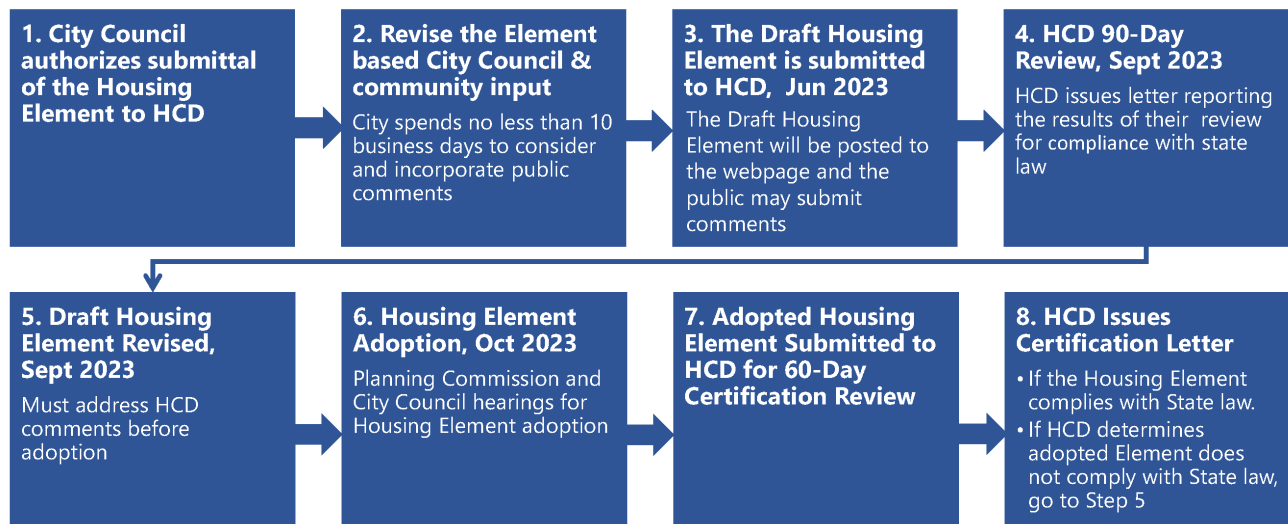 1. City Council
authorizes submittal
of the Housing
Element to HCD
2. Revise the Element
based City Council &
community input
City spends no less than 10
business days to consider
and incorporate public
comments
3. The Draft Housing
Element is submitted
to HCD, Jun 2023
The Draft Housing
Element will be posted to
the webpage and the
public may submit
comments
4. HCD 90-Day
Review, Sept 2023
HCD issues letter reporting
the results of their review
for compliance with state
law
5. Draft Housing
Element Revised,
Sept 2023
Must address HCD
comments before
adoption
6. Housing Element
Adoption, Oct 2023
Planning Commission and
City Council hearings for
Housing Element adoption
7. Adopted Housing
Element Submitted to
HCD for 60-Day
Certification Review
8. HCD Issues
Certification Letter
• If the Housing Element
complies with State law.
• If HCD determines
adopted Element does
not comply with State law,
go to Step 5